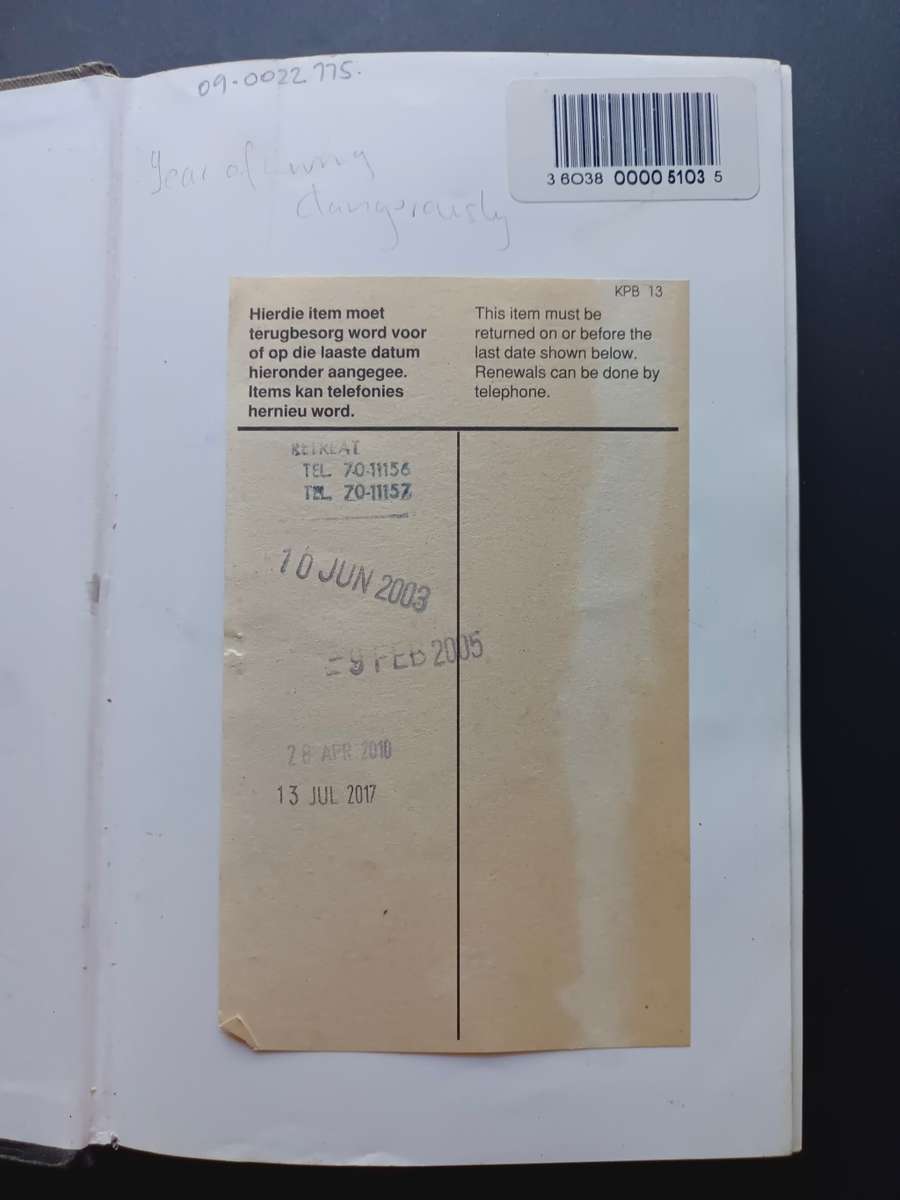 09-0022775.
Year of Living
dangerously
3 6038 0000 5103 5
KPB 13
Hierdie item moet
terugbesorg word voor
of op die laaste datum
hieronder aangegee.
Items kan telefonies
hernieu word.
This item must be
returned on or before the
last date shown below.
Renewals can be done by
telephone.
RETREAT
TEL. 70-11156
TEL. 70-11157
10 JUN 2003
-9 FEB 2005
28 APR 2010
13 JUL 2017